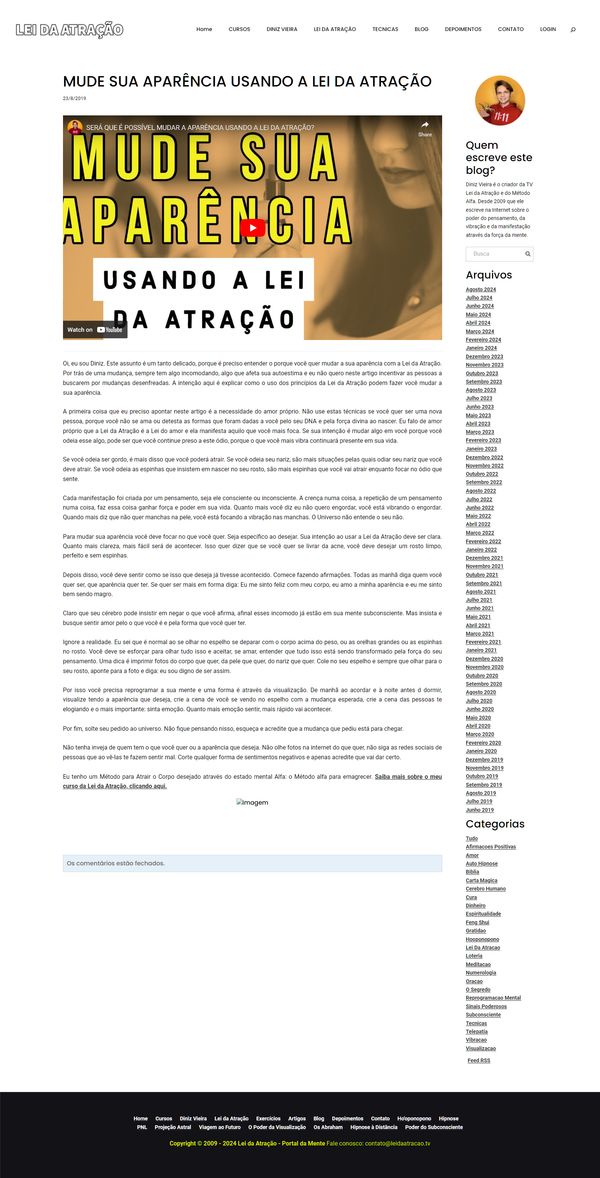 LEI DA ATRAÇÃO
Home CURSOS DINIZ VIEIRA LEI DA ATRAÇÃO TECNICAS BLOG DEPOIMENTOS CONTATO LOGIN
MUDE SUA APARÊNCIA USANDO A LEI DA ATRAÇÃO
23/8/2019
SERÁ QUE É POSSÍVEL MUDAR A APARÊNCIA USANDO A LEI DA ATRAÇÃO?
Share
MUDE SUA
APARÊNCIA
USANDO A LEI
DA ATRAÇÃO
Watch on YouTube
Oi, eu sou Diniz. Este assunto é um tanto delicado, porque é preciso entender o porque você quer mudar a sua aparência com a Lei da Atração.
Por trás de uma mudança, sempre tem algo incomodando, algo que afeta sua autoestima e eu não quero neste artigo incentivar as pessoas a
buscarem por mudanças desenfreadas. A intenção aqui é explicar como o uso dos princípios da Lei da Atração podem fazer você mudar a
sua aparência.
A primeira coisa que eu preciso apontar neste artigo é a necessidade do amor próprio. Não use estas técnicas se você quer ser uma nova
pessoa, porque você não se ama ou detesta as formas que foram dadas a você pelo seu DNA e pela força divina ao nascer. Eu falo de amor
próprio que a Lei da Atração é a Lei do amor e ela manifesta aquilo que você mais foca. Se sua intenção é mudar algo em você porque você
odeia esse algo, pode ser que você continue preso a este ódio, porque o que você mais vibra continuará presente em sua vida.
Se você odeia ser gordo, é mais disso que você poderá atrair. Se você odeia seu nariz, são mais situações pelas quais odiar seu nariz que você
deve atrair. Se você odeia as espinhas que insistem em nascer no seu rosto, são mais espinhas que você vai atrair enquanto focar no ódio que
sente.
Cada manifestação foi criada por um pensamento, seja ele consciente ou inconsciente. A crença numa coisa, a repetição de um pensamento
numa coisa, faz essa coisa ganhar força e poder em sua vida. Quanto mais você diz eu não quero engordar, você está vibrando o engordar.
Quando mais diz que não quer manchas na pele, você está focando a vibração nas manchas. O Universo não entende o seu não.
Para mudar sua aparência você deve focar no que você quer. Seja específico ao desejar. Sua intenção ao usar a Lei da Atração deve ser clara.
Quanto mais clareza, mais fácil será de acontecer. Isso quer dizer que se você quer se livrar da acne, você deve desejar um rosto limpo,
perfeito e sem espinhas.
Depois disso, você deve sentir como se isso que deseja já tivesse acontecido. Comece fazendo afirmações. Todas as manhã diga quem você
quer ser, que aparência quer ter. Se quer ser mais em forma diga: Eu me sinto feliz com meu corpo, eu amo a minha aparência e eu me sinto
bem sendo magro.
Claro que seu cérebro pode insistir em negar o que você afirma, afinal esses incomodo já estão em sua mente subconsciente. Mas insista e
busque sentir amor pelo o que você é e pela forma que você quer ter.
Ignore a realidade. Eu sei que é normal ao se olhar no espelho se deparar com o corpo acima do peso, ou as orelhas grandes ou as espinhas
no rosto. Você deve se esforçar para olhar tudo isso e aceitar, se amar, entender que tudo isso está sendo transformado pela força do seu
pensamento. Uma dica é imprimir fotos do corpo que quer, da pele que quer, do nariz que quer. Cole no seu espelho e sempre que olhar para o
seu rosto, aponte para a foto e diga: eu sou digno de ser assim.
Por isso você precisa reprogramar a sua mente e uma forma é através da visualização. De manhã ao acordar e à noite antes d dormir,
visualize tendo a aparência que deseja, crie a cena de você se vendo no espelho com a mudança esperada, crie a cena das pessoas te
elogiando e o mais importante: sinta emoção. Quanto mais emoção sentir, mais rápido vai acontecer.
Por fim, solte seu pedido ao universo. Não fique pensando nisso, esqueça e acredite que a mudança que pediu está para chegar.
Não tenha inveja de quem tem o que você quer ou a aparência que deseja. Não olhe fotos na internet do que quer, não siga as redes sociais de
pessoas que ao vê-las te fazem sentir mal. Corte qualquer forma de sentimentos negativos e apenas acredite que vai dar certo.
Eu tenho um Método para Atrair o Corpo desejado através do estado mental Alfa: o Método alfa para emagrecer. Saiba mais sobre o meu
curso da Lei da Atração, clicando aqui.
Imagem
Os comentários estão fechados.
11:11
Quem
escreve este
blog?
Diniz Vieira é o criador da TV
Lei da Atração e do Método
Alfa. Desde 2009 que ele
escreve na Internet sobre o
poder do pensamento, da
vibração e da manifestação
através da força da mente.
Busca
Arquivos
Agosto 2024
Julho 2024
Junho 2024
Maio 2024
Abril 2024
Março 2024
Fevereiro 2024
Janeiro 2024
Dezembro 2023
Novembro 2023
Outubro 2023
Setembro 2023
Agosto 2023
Julho 2023
Junho 2023
Maio 2023
Abril 2023
Março 2023
Fevereiro 2023
Janeiro 2023
Dezembro 2022
Novembro 2022
Outubro 2022
Setembro 2022
Agosto 2022
Julho 2022
Junho 2022
Maio 2022
Abril 2022
Março 2022
Fevereiro 2022
Janeiro 2022
Dezembro 2021
Novembro 2021
Outubro 2021
Setembro 2021
Agosto 2021
Julho 2021
Junho 2021
Maio 2021
Abril 2021
Março 2021
Fevereiro 2021
Janeiro 2021
Dezembro 2020
Novembro 2020
Outubro 2020
Setembro 2020
Agosto 2020
Julho 2020
Junho 2020
Maio 2020
Abril 2020
Março 2020
Fevereiro 2020
Janeiro 2020
Dezembro 2019
Novembro 2019
Outubro 2019
Setembro 2019
Agosto 2019
Julho 2019
Junho 2019
Categorias
Tudo
Afirmacoes Positivas
Amor
Auto Hipnose
Bíblia
Carta Magica
Cerebro Humano
Cura
Dinheiro
Espiritualidade
Feng Shui
Gratidao
Hooponopono
Lei Da Atracao
Loteria
Meditacao
Numerologia
Oracao
O Segredo
Reprogramacao Mental
Sinais Poderosos
Subconsciente
Tecnicas
Telepatia
Vibracao
Visualizacao
Feed RSS
Home Cursos Diniz Vieira Lei da Atração Exercícios Artigos Blog Depoimentos Contato Ho'oponopono Hipnose
PNL Projeção Astral Viagem ao Futuro O Poder da Visualização Os Abraham Hipnose à Distância Poder do Subconsciente
Copyright © 2009 - 2024 Lei da Atração - Portal da Mente Fale conosco: contato@leidaatracao.tv